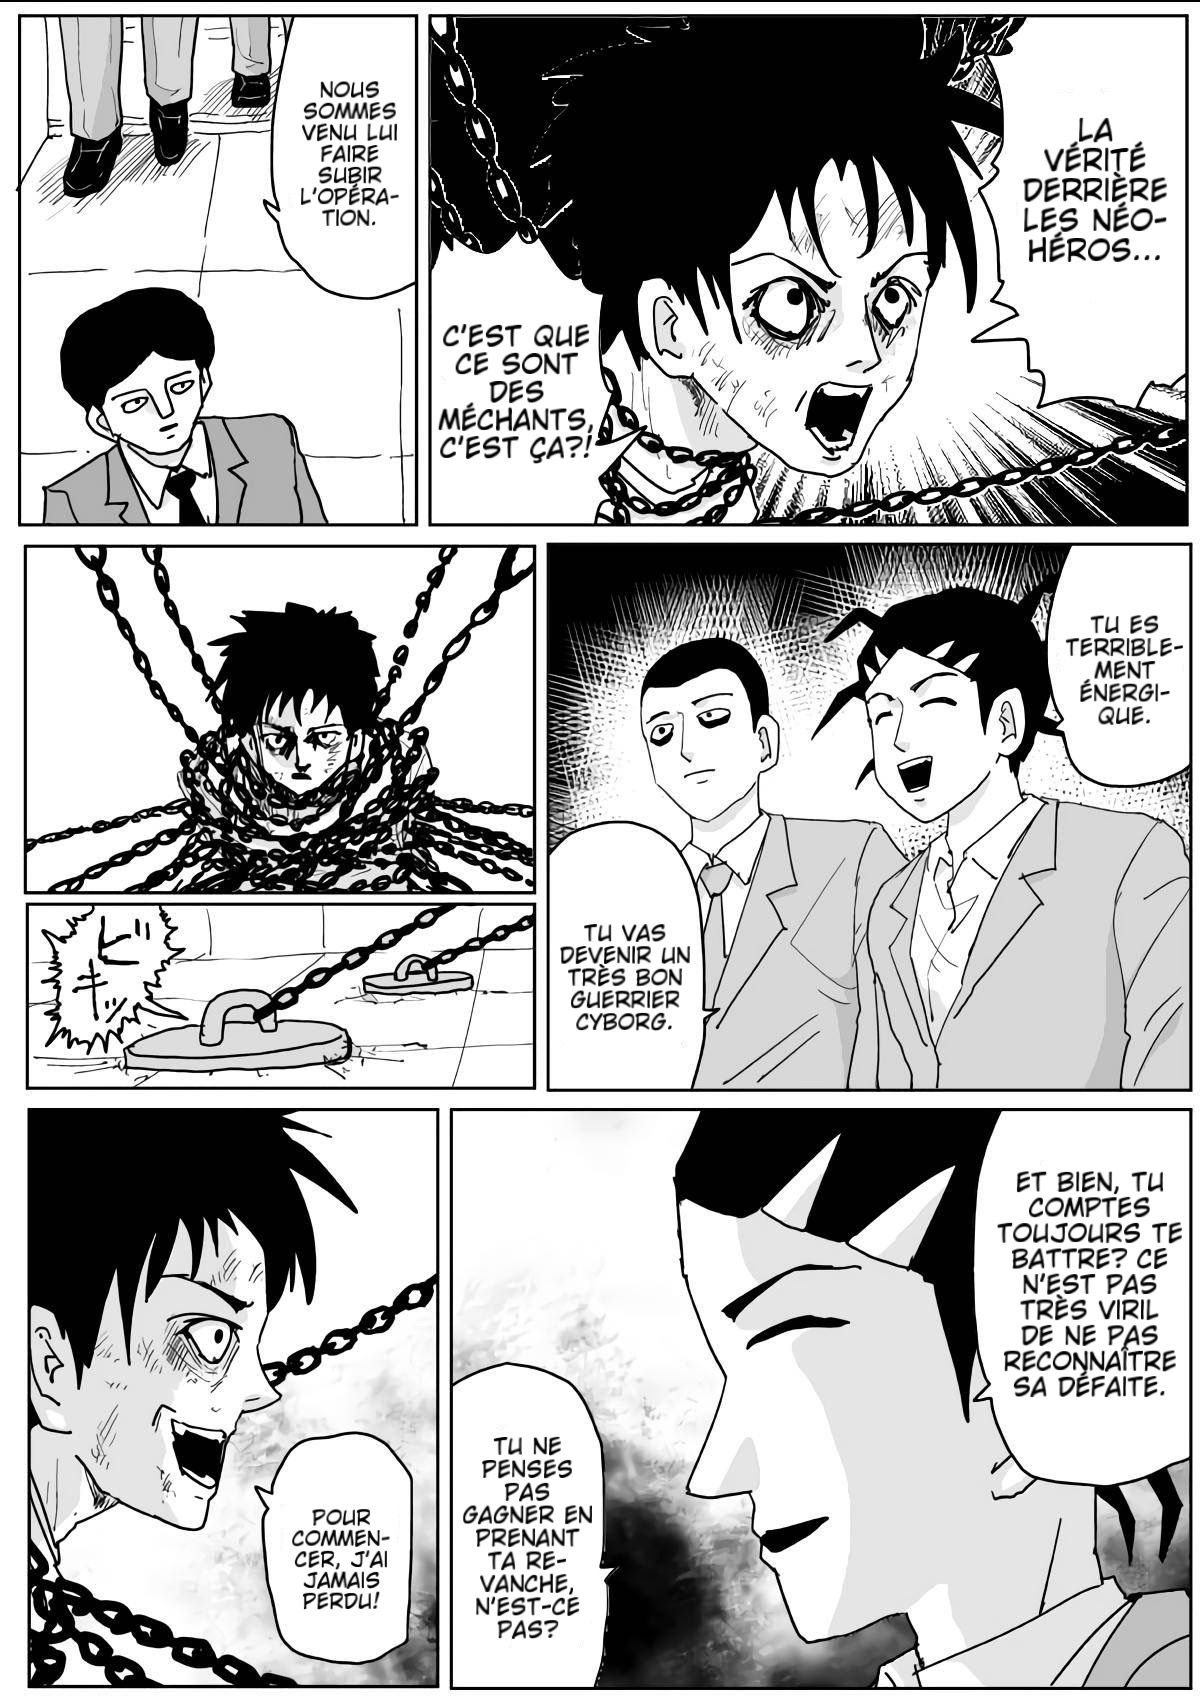 LA
VÉRITÉ
DERRIÈRE
LES NÉO-
HÉROS...
C'EST QUE
CE SONT
DES
MÉCHANTS,
C'EST ÇA?!
NOUS
SOMMES
VENU LUI
FAIRE
SUBIR
L'OPÉRA-
TION.
TU ES
TERRIBLE-
MENT
ÉNERGI-
QUE.
TU VAS
DEVENIR UN
TRÈS BON
GUERRIER
CYBORG.
ビキッ
ET BIEN, TU
COMPTES
TOUJOURS TE
BATTRE? CE
N'EST PAS
TRÈS VIRIL
DE NE PAS
RECONNAÎTRE
SA DÉFAITE.
TU NE
PENSES
PAS
GAGNER EN
PRENANT
TA RE-
VANCHE,
N'EST-CE
PAS?
POUR
COMMEN-
CER, J'AI
JAMAIS
PERDU!